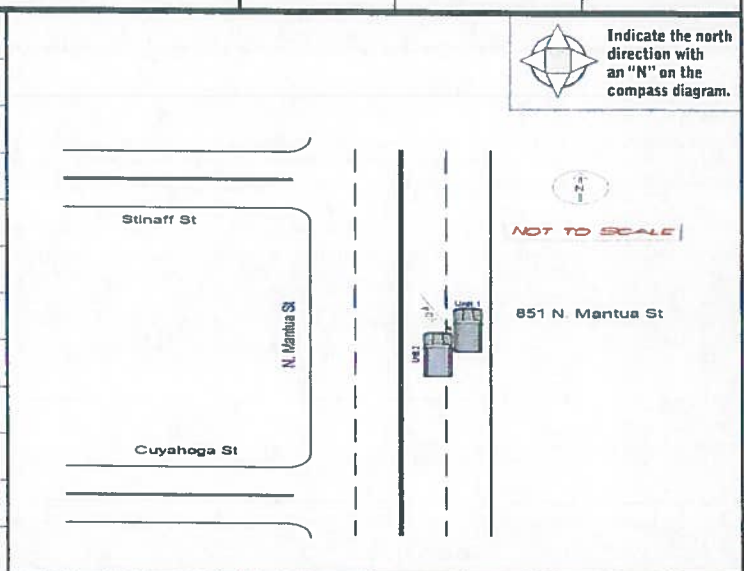 Indicate the north
direction with
an "N" on the
compass diagram.
Stinaff St
N
NOT TO SCALE
N. Mantua St
851 N. Mantua St
Unit 1
Unit 2
Cuyahoga St